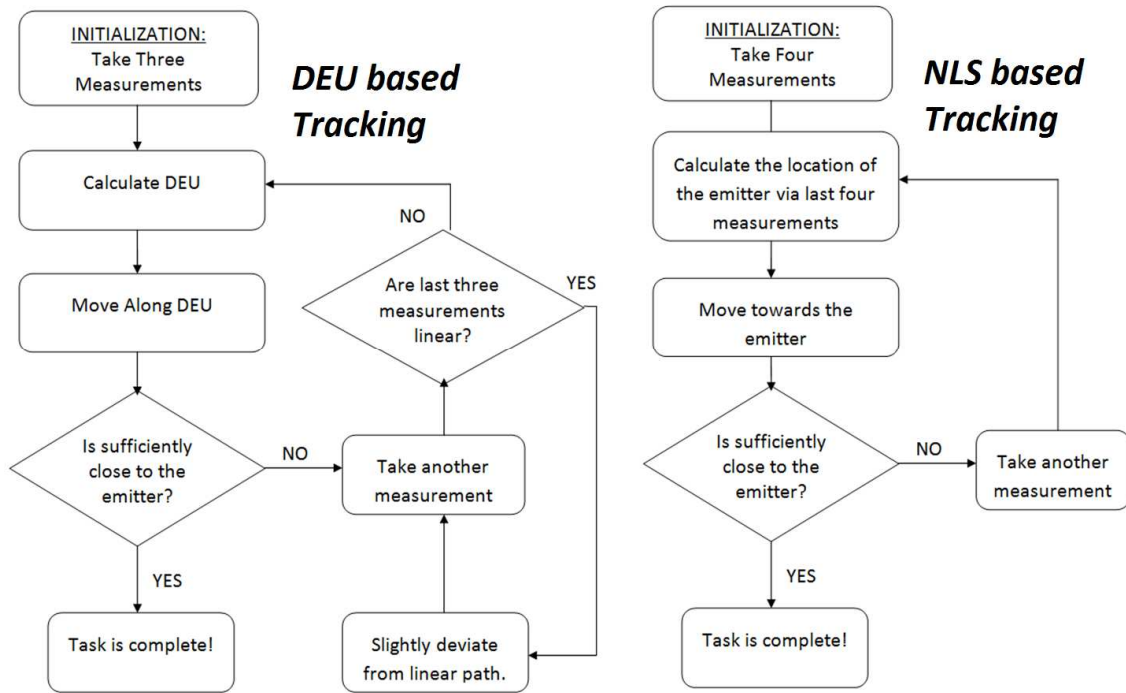 INITIALIZATION:
Take Three
Measurements
DEU based
Tracking
Calculate DEU
Move Along DEU
Is sufficiently
close to the
emitter?
NO
YES
Task is complete!
Take another
measurement
Are last three
measurements
linear?
NO
YES
Slightly deviate
from linear path.
INITIALIZATION:
Take Four
Measurements
NLS based
Tracking
Calculate the location of
the emitter via last four
measurements
Move towards the
emitter
Is sufficiently
close to the
emitter?
NO
Take another
measurement
YES
Task is complete!